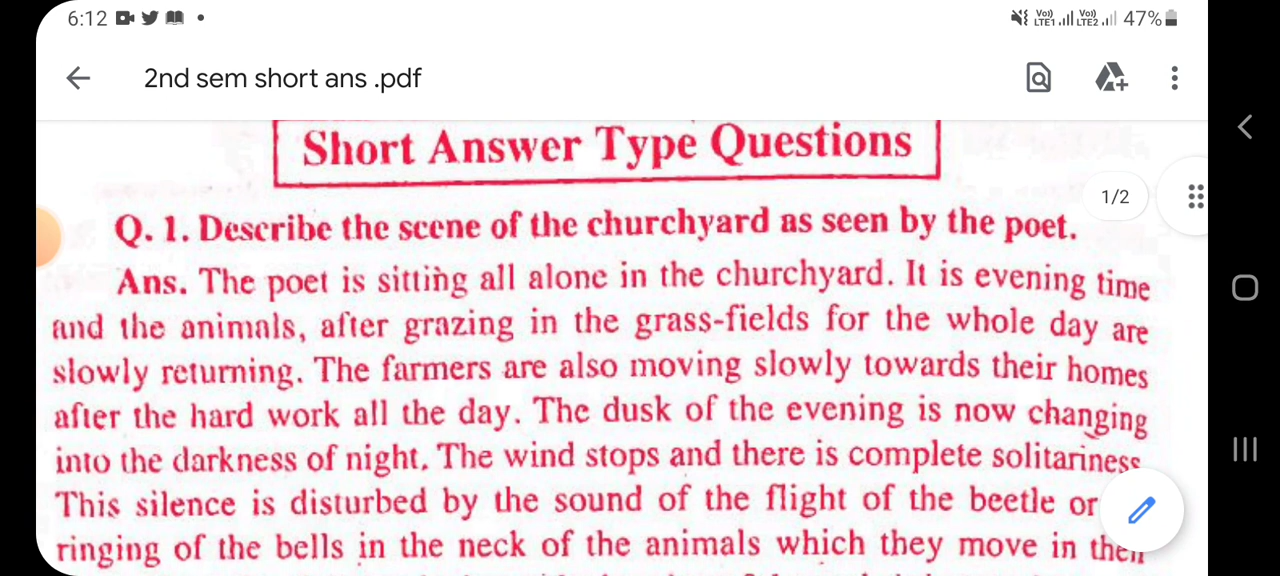 6:12
Vo)) LTE1 Vo)) LTE2 47%
2nd sem short ans .pdf
Short Answer Type Questions
1/2
Q. 1. Describe the scene of the churchyard as seen by the poet.
Ans. The poet is sitting all alone in the churchyard. It is evening time
and the animals, after grazing in the grass-fields for the whole day are
slowly returning. The farmers are also moving slowly towards their homes
after the hard work all the day. The dusk of the evening is now changing
into the darkness of night. The wind stops and there is complete solitariness
This silence is disturbed by the sound of the flight of the beetle or
ringing of the bells in the neck of the animals which they move in their